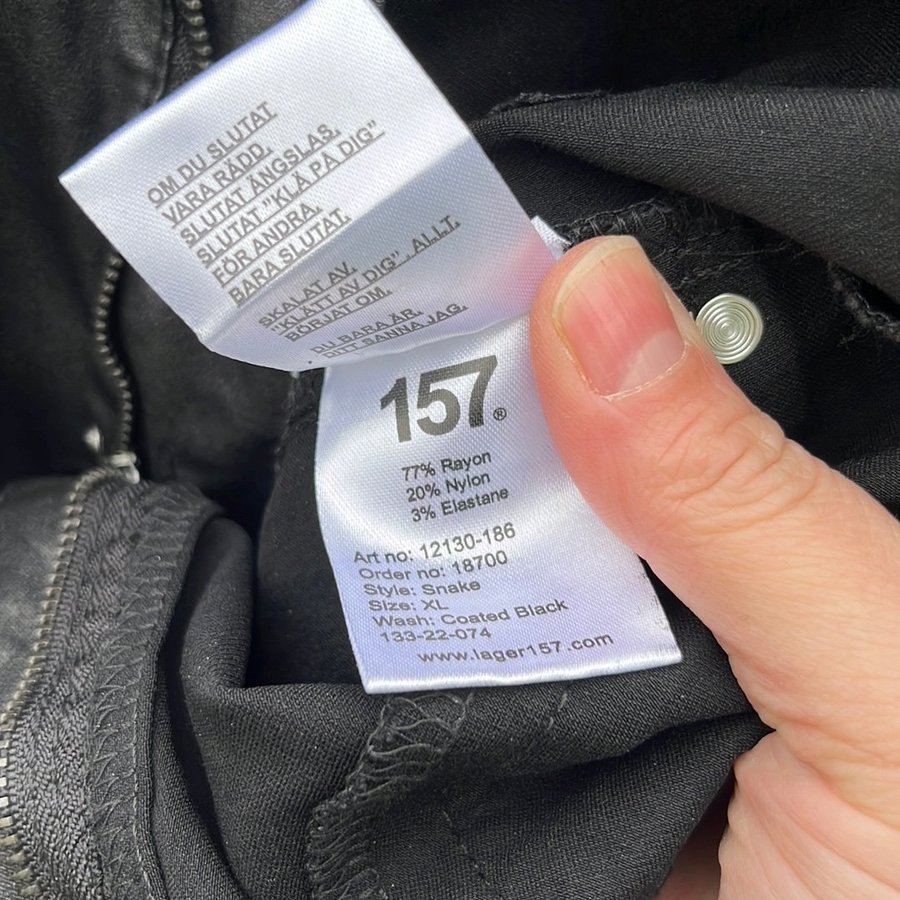 OM DU SLUTAT
VARA RÄDD.
SLUTAT ÄNGSLAS.
SLUTAT "KLÄ PÅ DIG"
FÖR ANDRA.
BARA SLUTAT.
SKALAT AV.
"KLÄTT AV DIG". ALLT.
BÖRJAT OM.
DU BARA ÄR.
DITT SANNA JAG.
157®
77% Rayon
20% Nylon
3% Elastane
Art no: 12130-186
Order no: 18700
Style: Snake
Size: XL
Wash: Coated Black
133-22-074
www.lager157.com